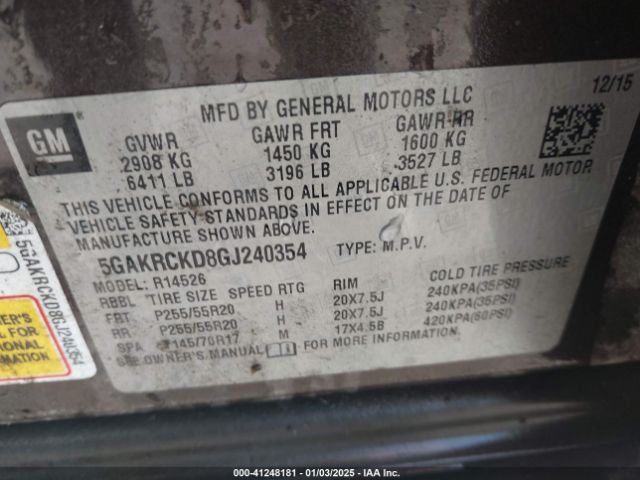 MFD BY GENERAL MOTORS LLC 12/15
GM
GVWR GAWR FRT GAWR RR
2908 KG 1450 KG 1600 KG
6411 LB 3196 LB 3527 LB
THIS VEHICLE CONFORMS TO ALL APPLICABLE U.S. FEDERAL MOTOR
VEHICLE SAFETY STANDARDS IN EFFECT ON THE DATE OF
MANUFACTURE SHOWN ABOVE.
5GAKRCKD8GJ240354 TYPE: M.P.V.
MODEL: R14526
RBBL TIRE SIZE SPEED RTG RIM COLD TIRE PRESSURE
FRT P255/55R20 H 20X7.5J 240KPA(35PSI)
RR P255/55R20 H 20X7.5J 240KPA(35PSI)
SPA T145/70R17 M 17X4.5B 420KPA(60PSI)
SEE OWNER'S MANUAL FOR MORE INFORMATION.
5GAKRCKD8GJ240354
FOR
IONAL
MATION
© - 41248181 - 01/03/2025 - IAA Inc.